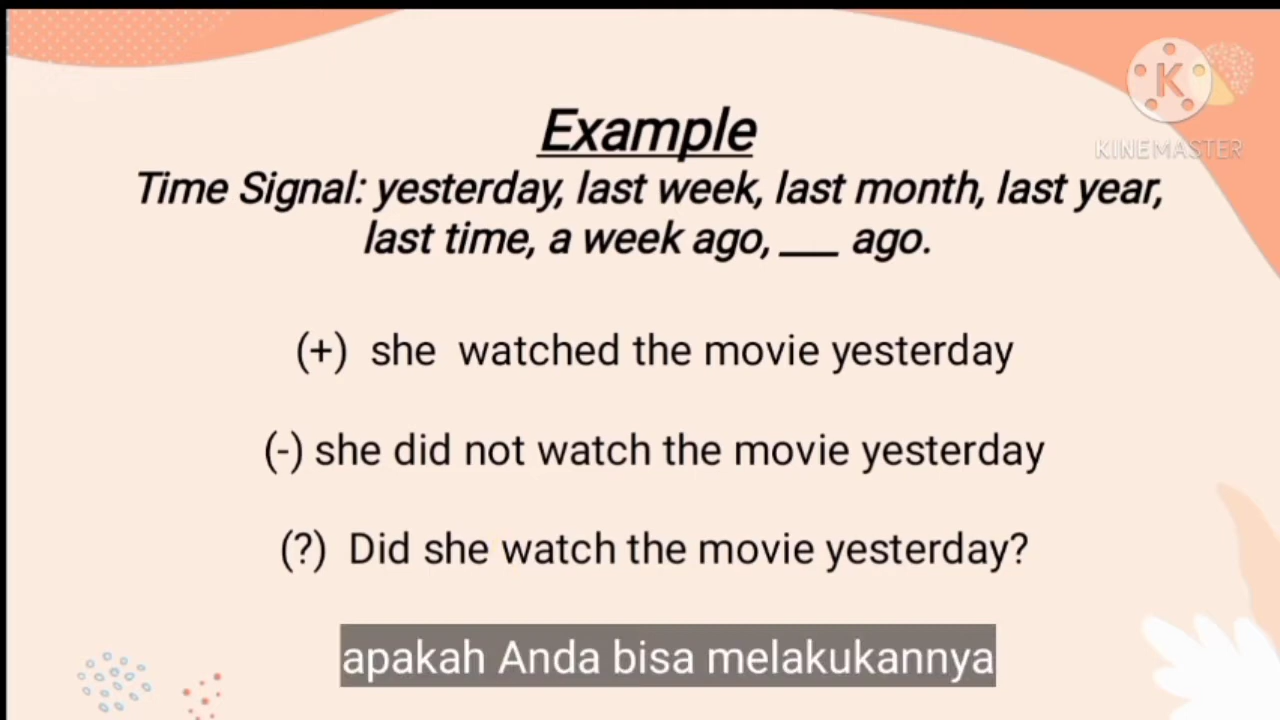 K
KINEMASTER
Example
Time Signal: yesterday, last week, last month, last year,
last time, a week ago, ___ ago.
(+) she watched the movie yesterday
(-) she did not watch the movie yesterday
(?) Did she watch the movie yesterday?
apakah Anda bisa melakukannya